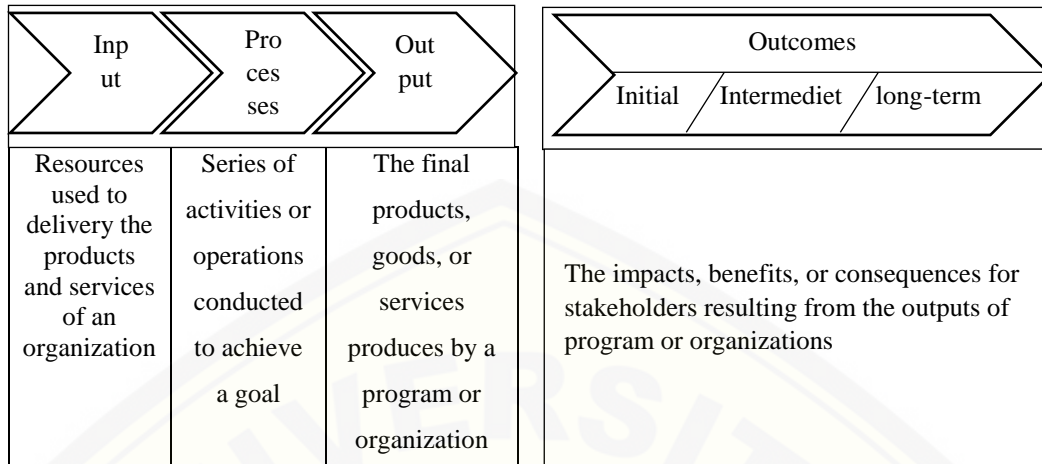 Inp
ut
Pro
ces
ses
Out
put
Outcomes
Initial
Intermediet
long-term
Resources
used to
delivery the
products
and services
of an
organization
Series of
activities or
operations
conducted
to achieve
a goal
The final
products,
goods, or
services
produces by a
program or
organization
The impacts, benefits, or consequences for
stakeholders resulting from the outputs of
program or organizations